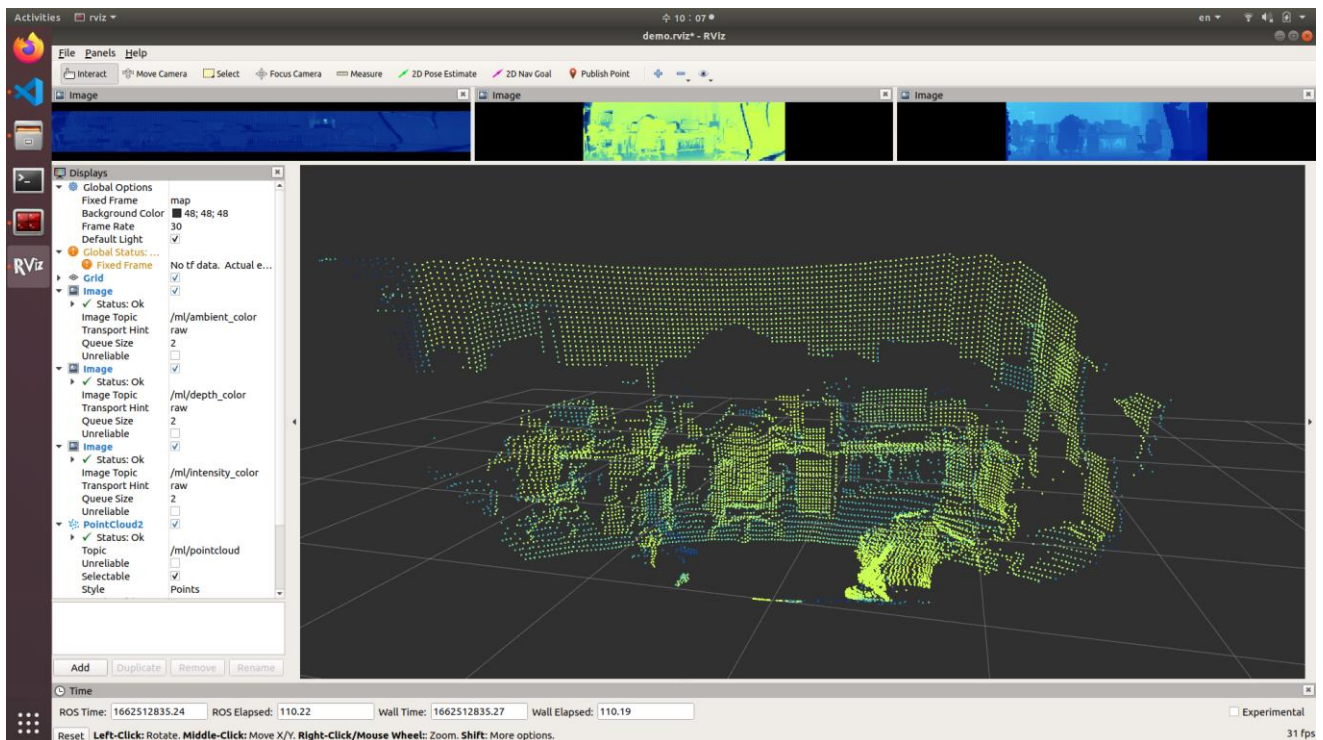 Activities rviz 수 10 : 07 en
demo.rviz* - RViz
File Panels Help
Interact Move Camera Select Focus Camera Measure 2D Pose Estimate 2D Nav Goal Publish Point
Image Image Image
Displays
Global Options
Fixed Frame map
Background Color 48; 48; 48
Frame Rate 30
Default Light
Global Status: ...
Fixed Frame No tf data. Actual e...
Grid
Image
Status: Ok
Image Topic /ml/ambient_color
Transport Hint raw
Queue Size 2
Unreliable
Image
Status: Ok
Image Topic /ml/depth_color
Transport Hint raw
Queue Size 2
Unreliable
Image
Status: Ok
Image Topic /ml/intensity_color
Transport Hint raw
Queue Size 2
Unreliable
PointCloud2
Status: Ok
Topic /ml/pointcloud
Unreliable
Selectable
Style Points
RViz
Add Duplicate Remove Rename
Time
ROS Time: 1662512835.24 ROS Elapsed: 110.22 Wall Time: 1662512835.27 Wall Elapsed: 110.19 Experimental
Reset Left-Click: Rotate. Middle-Click: Move X/Y. Right-Click/Mouse Wheel:: Zoom. Shift: More options. 31 fps